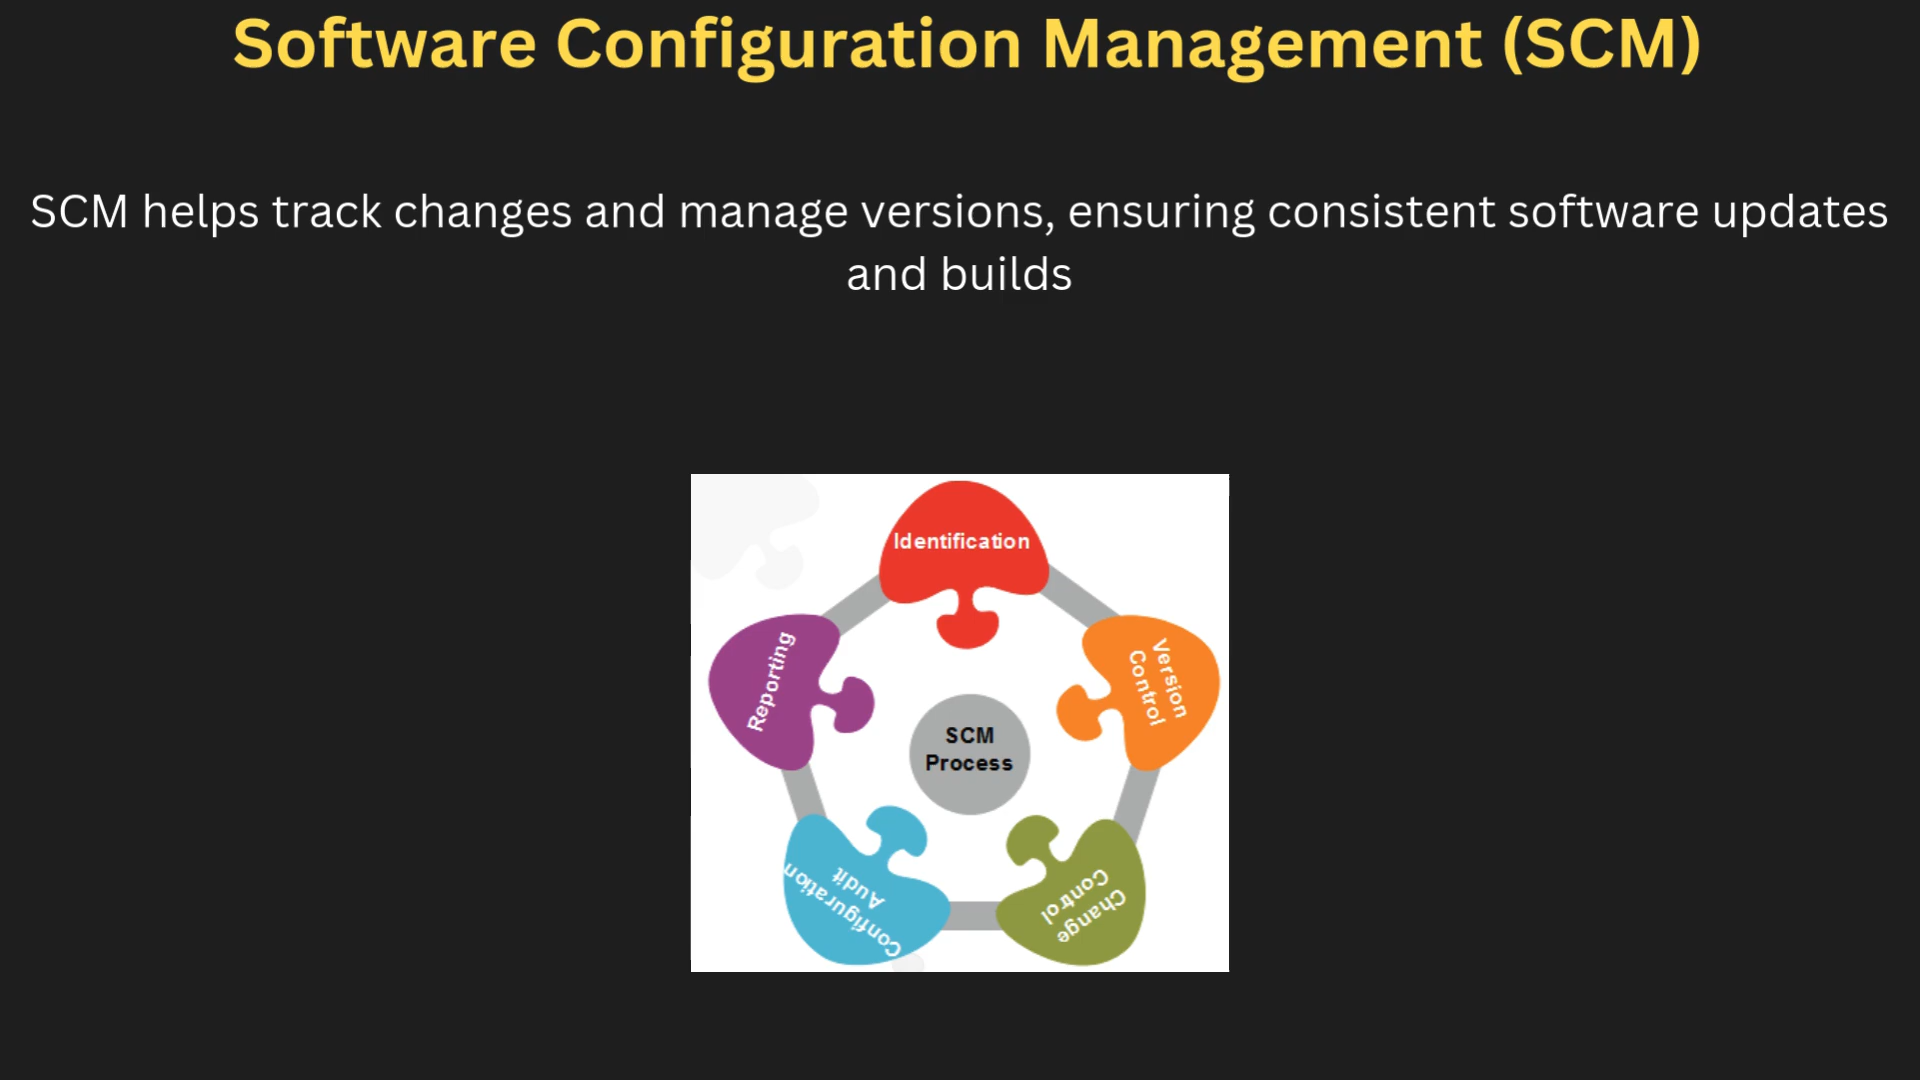 Software Configuration Management (SCM)
SCM helps track changes and manage versions, ensuring consistent software updates
and builds
Identification
Version
Control
Change
Control
Configuration
Audit
Reporting
SCM
Process